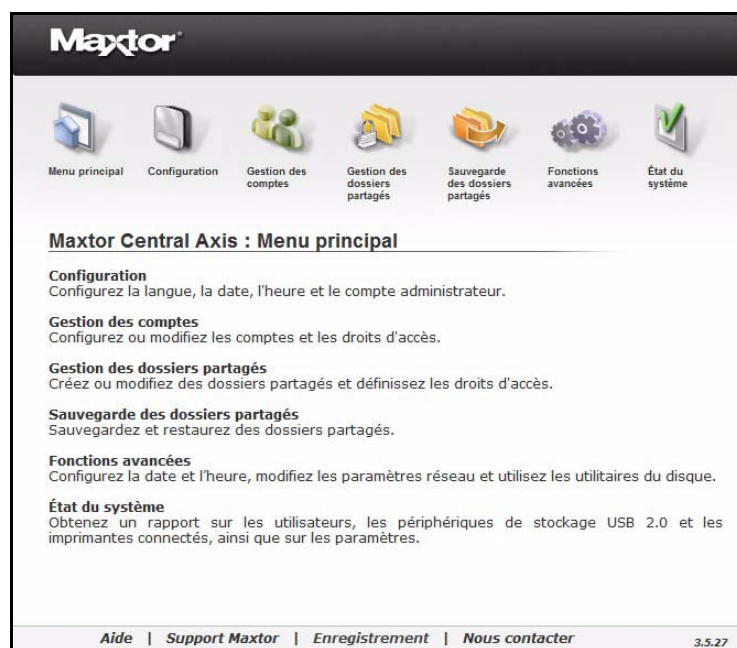 Maxtor
Menu principal
Configuration
Gestion des
comptes
Gestion des
dossiers
partagés
Sauvegarde
des dossiers
partagés
Fonctions
avancées
État du
système
Maxtor Central Axis : Menu principal
Configuration
Configurez la langue, la date, l'heure et le compte administrateur.
Gestion des comptes
Configurez ou modifiez les comptes et les droits d'accès.
Gestion des dossiers partagés
Créez ou modifiez des dossiers partagés et définissez les droits d'accès.
Sauvegarde des dossiers partagés
Sauvegardez et restaurez des dossiers partagés.
Fonctions avancées
Configurez la date et l’heure, modifiez les paramètres réseau et utilisez les utilitaires du disque.
État du système
Obtenez un rapport sur les utilisateurs, les périphériques de stockage USB 2.0 et les
imprimantes connectés, ainsi que sur les paramètres.
Aide | Support Maxtor | Enregistrement | Nous contacter 3.5.27